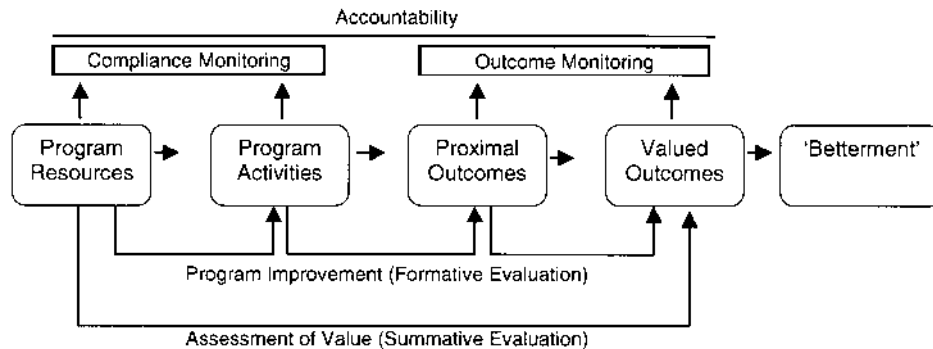 Accountability
Compliance Monitoring
Outcome Monitoring
Program
Resources
Program
Activities
Proximal
Outcomes
Valued
Outcomes
'Betterment'
Program Improvement (Formative Evaluation)
Assessment of Value (Summative Evaluation)